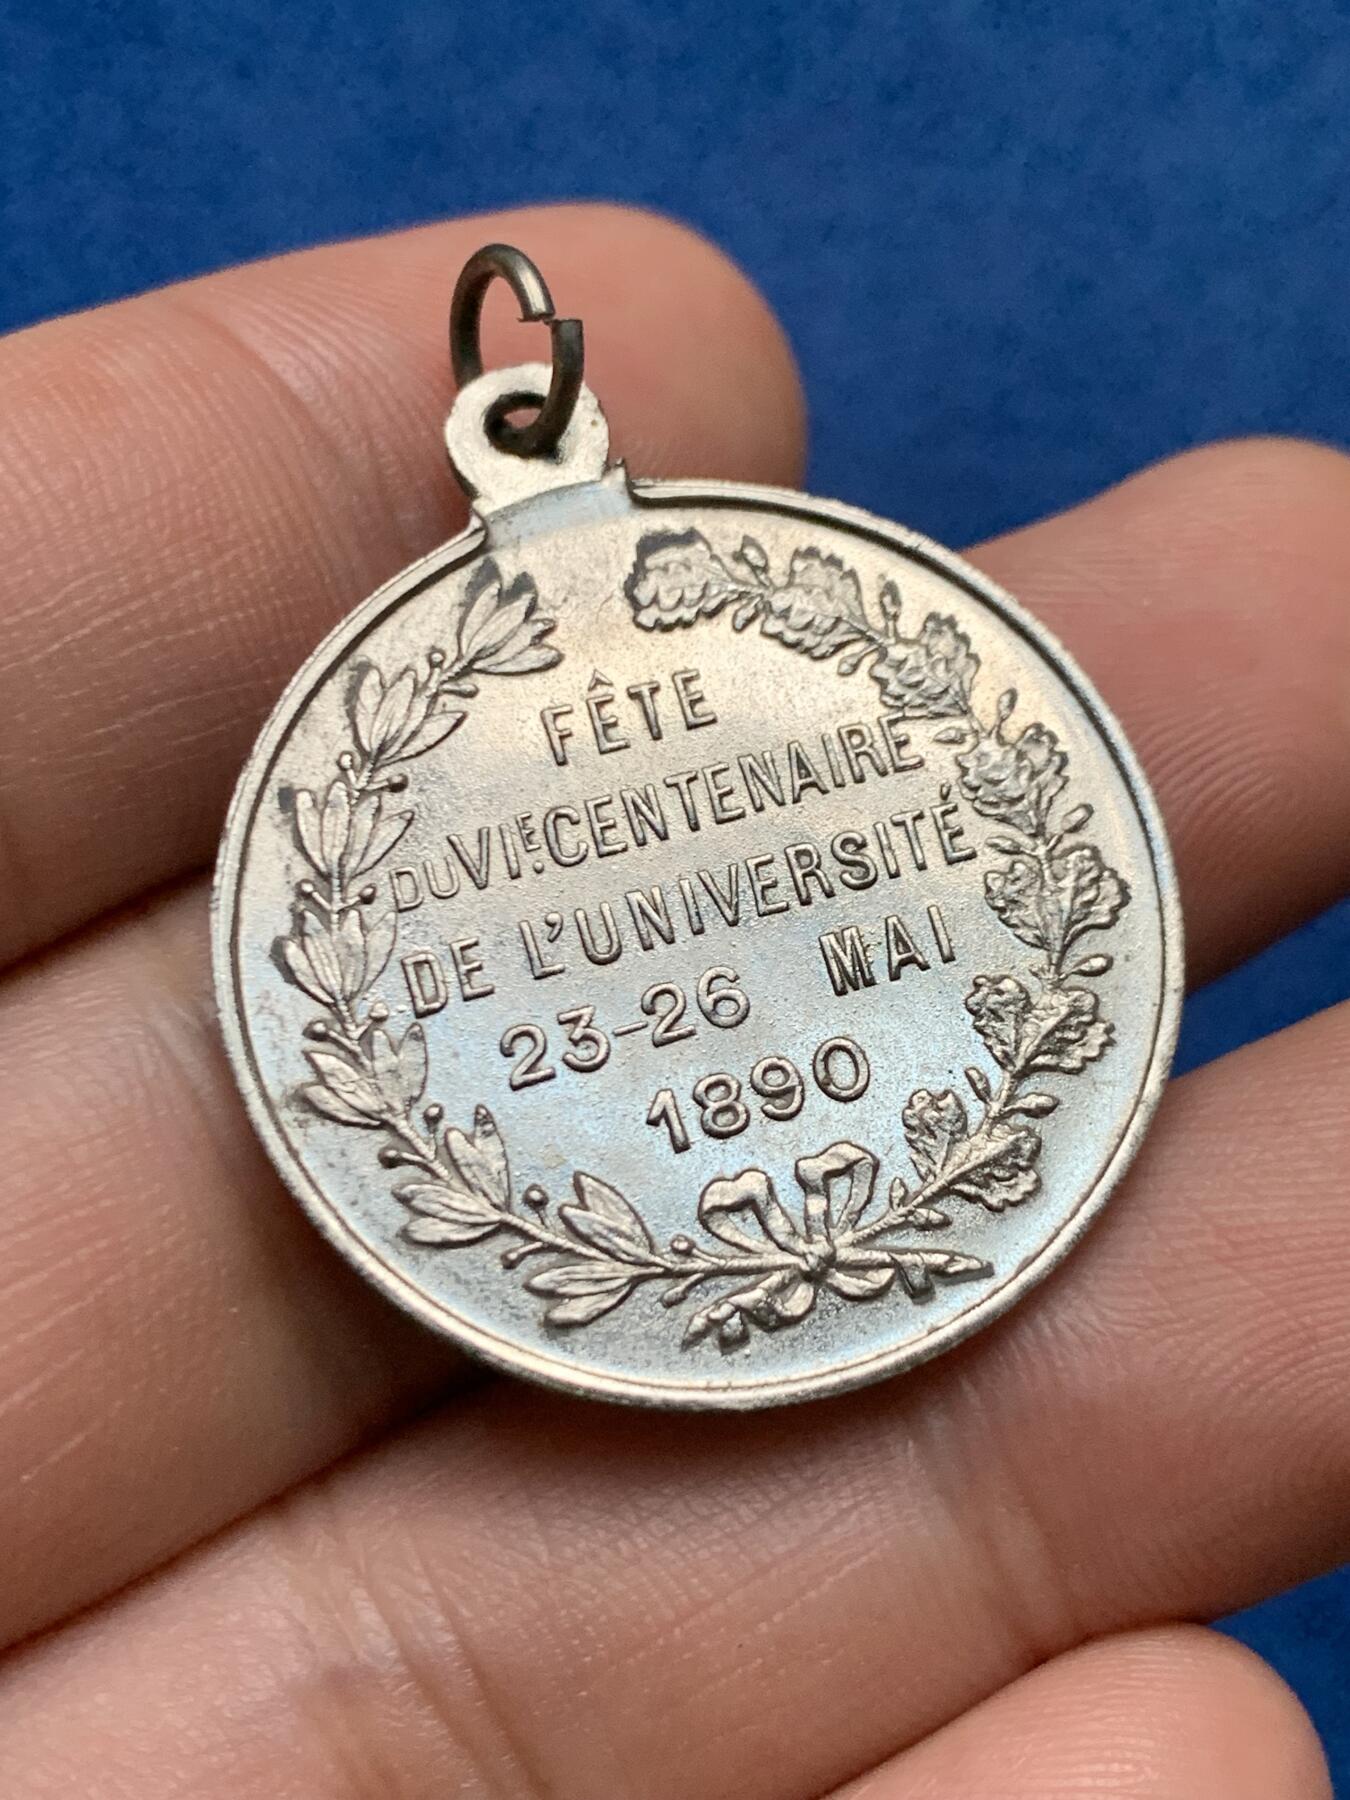 FÊTE
DU VIE. CENTENAIRE
DE L'UNIVERSITÉ
23-26 MAI
1890